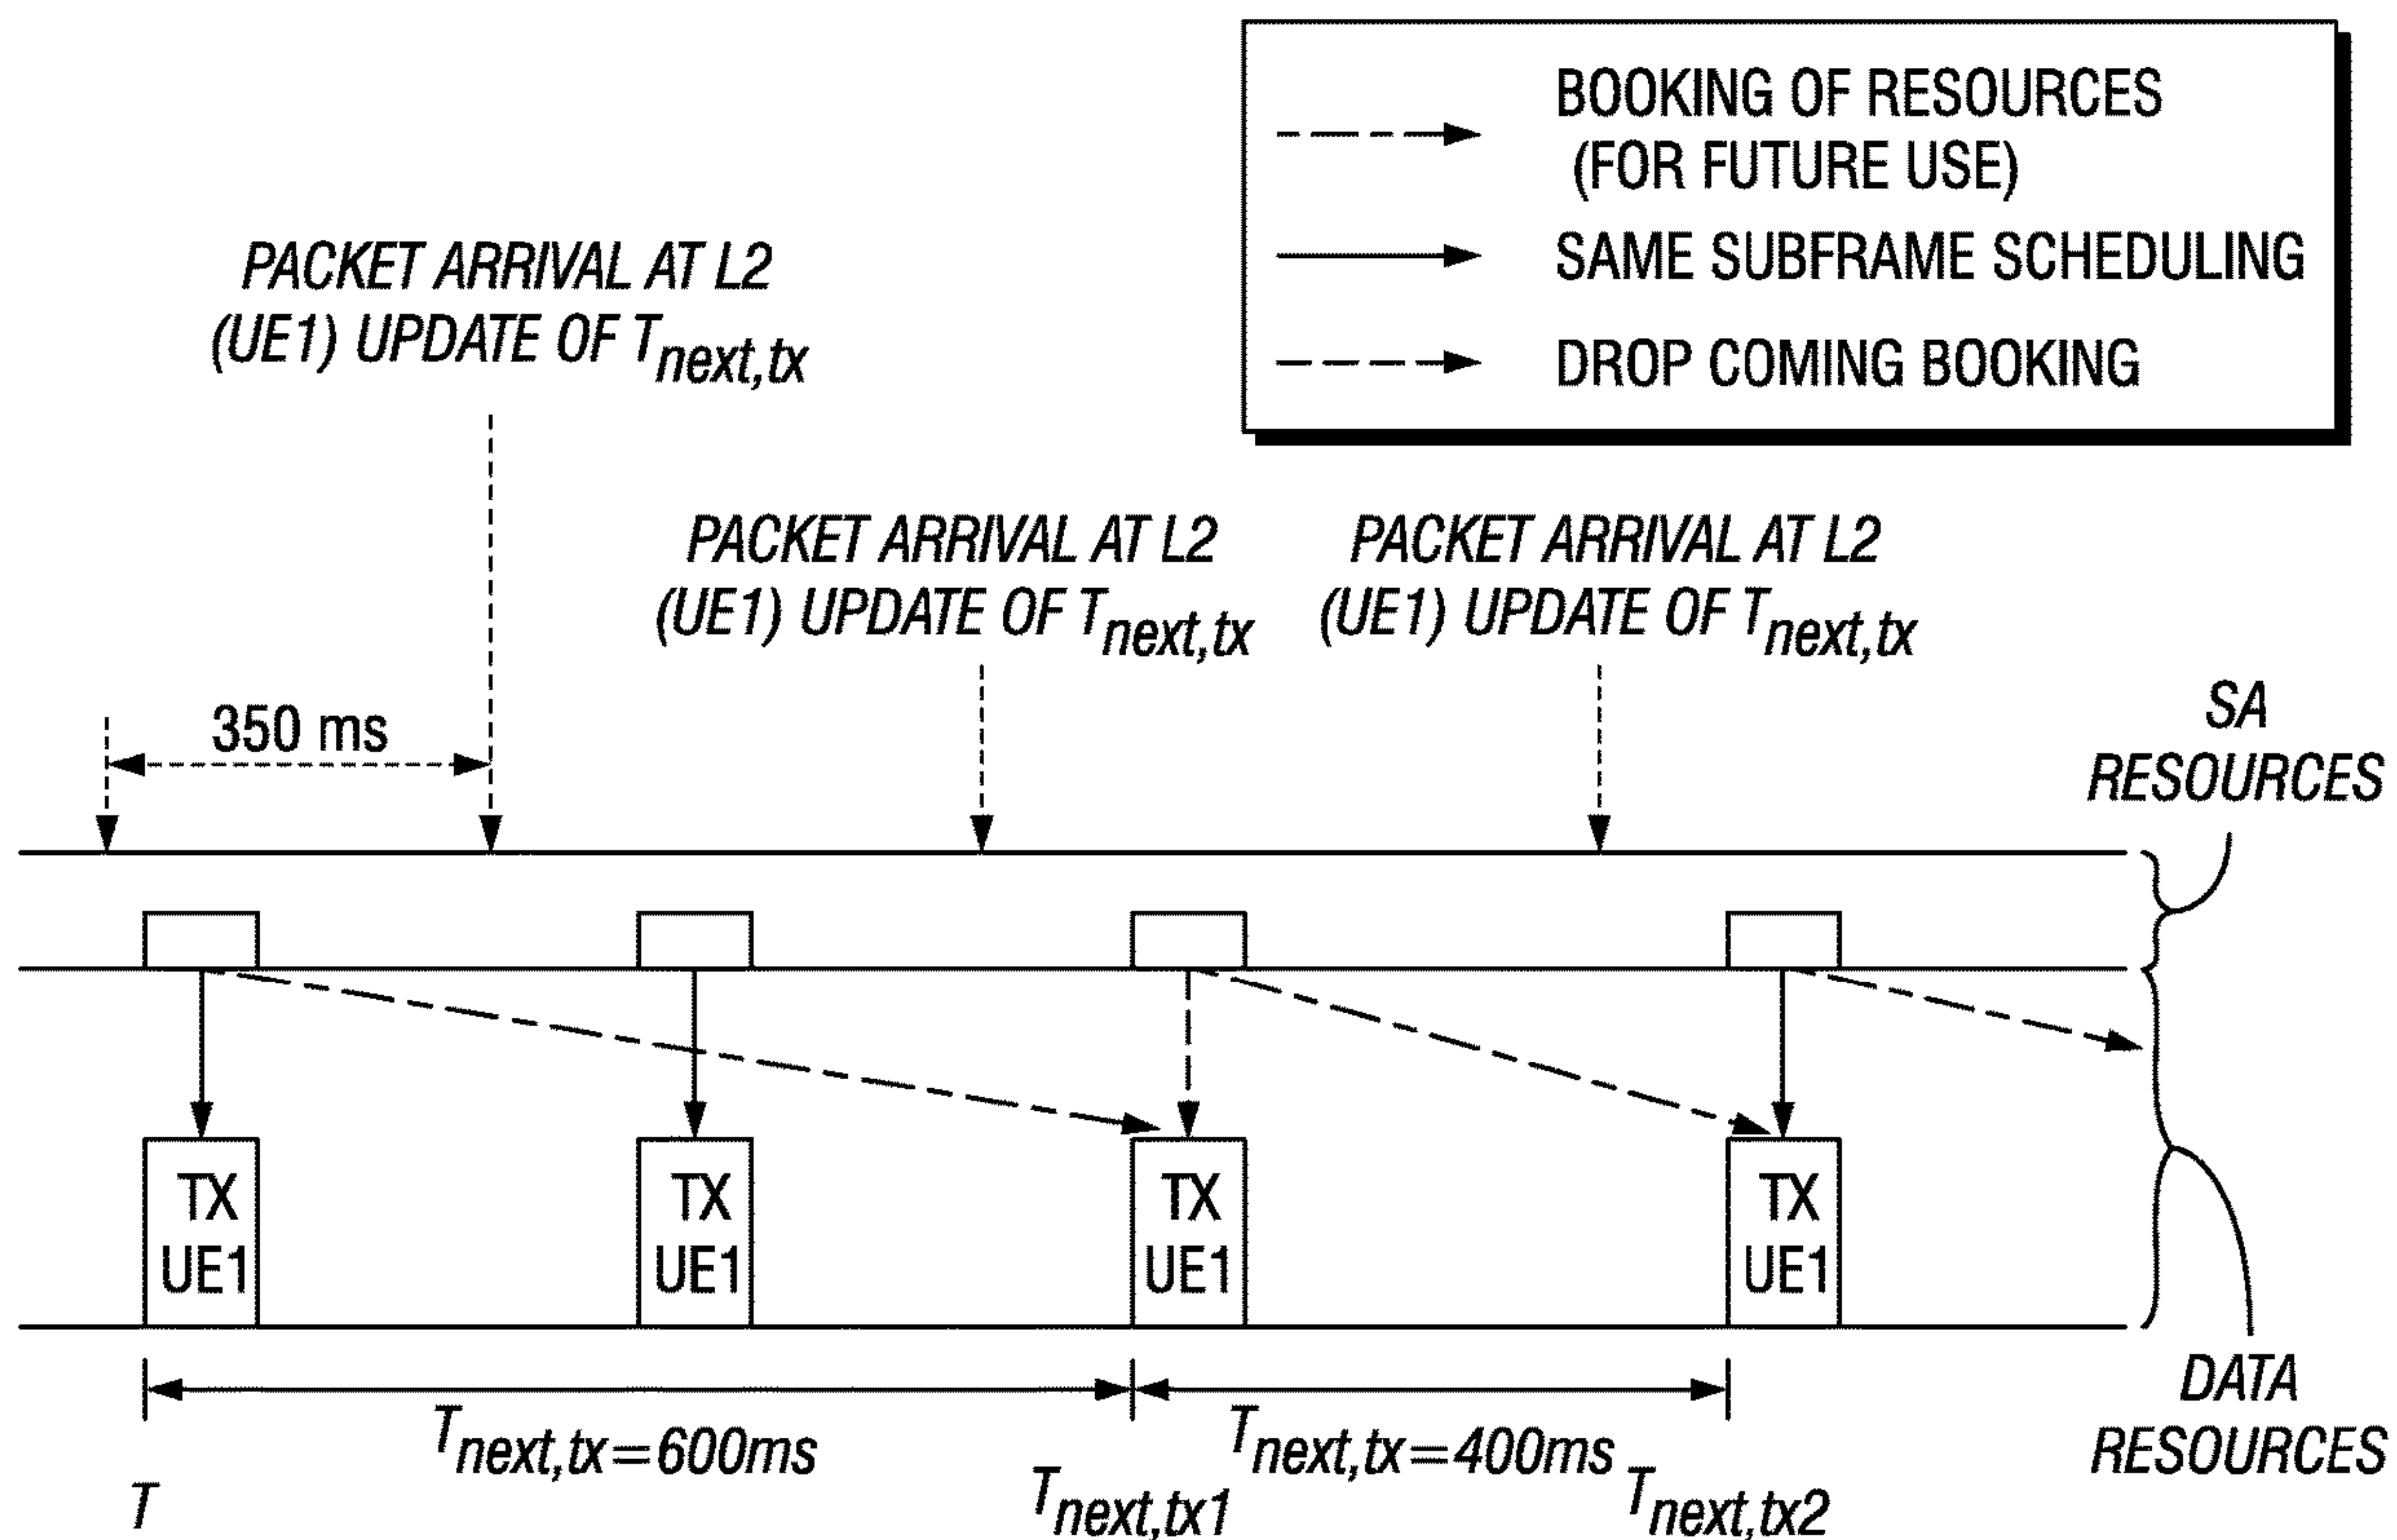 BOOKING OF RESOURCES
(FOR FUTURE USE)
SAME SUBFRAME SCHEDULING
DROP COMING BOOKING
PACKET ARRIVAL AT L2
(UE1) UPDATE OF Tnext,tx
PACKET ARRIVAL AT L2
(UE1) UPDATE OF Tnext,tx
PACKET ARRIVAL AT L2
(UE1) UPDATE OF Tnext,tx
350 ms
SA
RESOURCES
TX
UE1
TX
UE1
TX
UE1
TX
UE1
DATA
RESOURCES
Tnext,tx=600ms
Tnext,tx=400ms
T
Tnext,tx1
Tnext,tx2